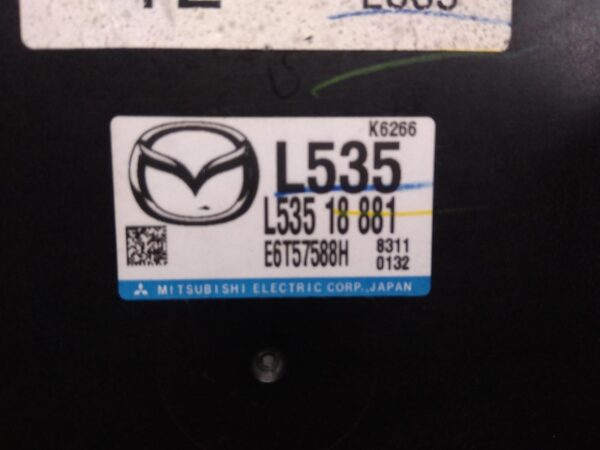 K6266
L535
L535 18 881
E6T57588H
8311
0132
MITSUBISHI ELECTRIC CORP.,JAPAN